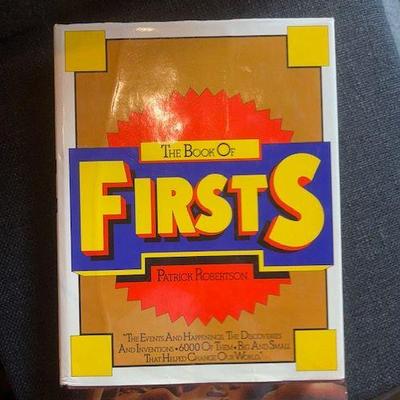 THE BOOK OF
FIRSTS
PATRICK ROBERTSON
"THE EVENTS AND HAPPENINGS, THE DISCOVERIES
AND INVENTIONS • 6000 OF THEM • BIG AND SMALL
THAT HELPED CHANGE OUR WORLD."